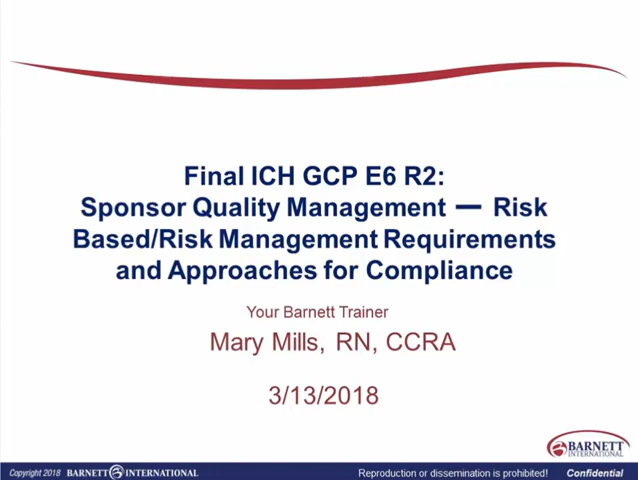 Final ICH GCP E6 R2:
Sponsor Quality Management — Risk
Based/Risk Management Requirements
and Approaches for Compliance
Your Barnett Trainer
Mary Mills, RN, CCRA
3/13/2018
BARNETT
INTERNATIONAL
Copyright 2018 BARNETT INTERNATIONAL Reproduction or dissemination is prohibited! Confidential